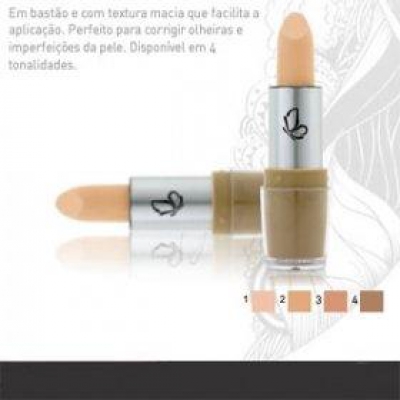 Em bastão e com textura macia que facilita a
aplicação. Perfeito para corrigir olheiras e
imperfeições da pele. Disponível em 4
tonalidades.
1 2 3 4